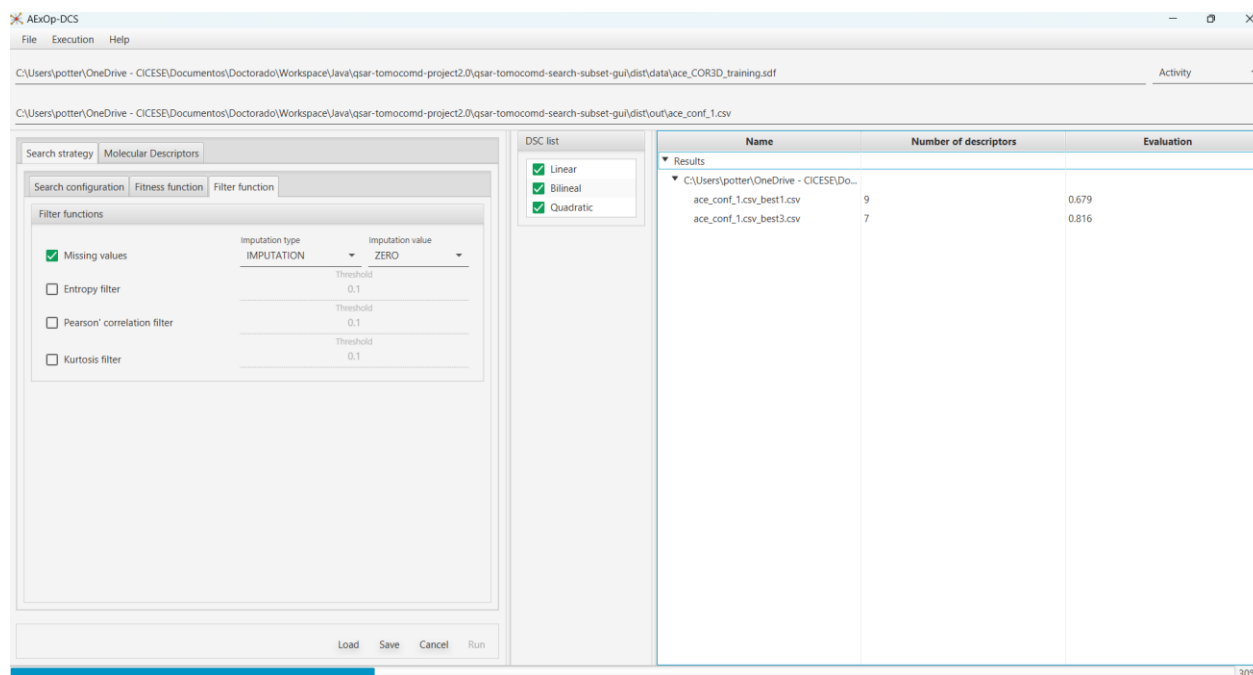 AExOp-DCS
File Execution Help
C:\Users\potter\OneDrive - CICESE\Documentos\Doctorado\Workspace\Java\qsar-tomocomd-project2.0\qsar-tomocomd-search-subset-gui\dist\data\ace_COR3D_training.sdf
Activity
C:\Users\potter\OneDrive - CICESE\Documentos\Doctorado\Workspace\Java\qsar-tomocomd-project2.0\qsar-tomocomd-search-subset-gui\dist\out\ace_conf_1.csv
Search strategy Molecular Descriptors
Search configuration Fitness function Filter function
Filter functions
Imputation type Imputation value
Missing values IMPUTATION ZERO
Threshold
Entropy filter 0.1
Threshold
Pearson' correlation filter 0.1
Threshold
Kurtosis filter 0.1
Load Save Cancel Run
DSC list
Linear
Bilineal
Quadratic
Name Number of descriptors Evaluation
Results
C:\Users\potter\OneDrive - CICESE\Do...
ace_conf_1.csv_best1.csv 9 0.679
ace_conf_1.csv_best3.csv 7 0.816